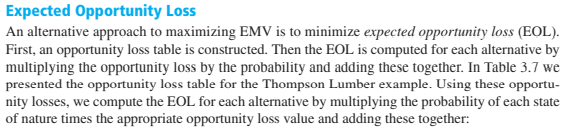 Expected Opportunity Loss
An alternative approach to maximizing EMV is to minimize expected opportunity loss (EOL).
First, an opportunity loss table is constructed. Then the EOL is computed for each alternative by
multiplying the opportunity loss by the probability and adding these together. In Table 3.7 we
presented the opportunity loss table for the Thompson Lumber example. Using these opportu-
nity losses, we compute the EOL for each alternative by multiplying the probability of each state
of nature times the appropriate opportunity loss value and adding these together: